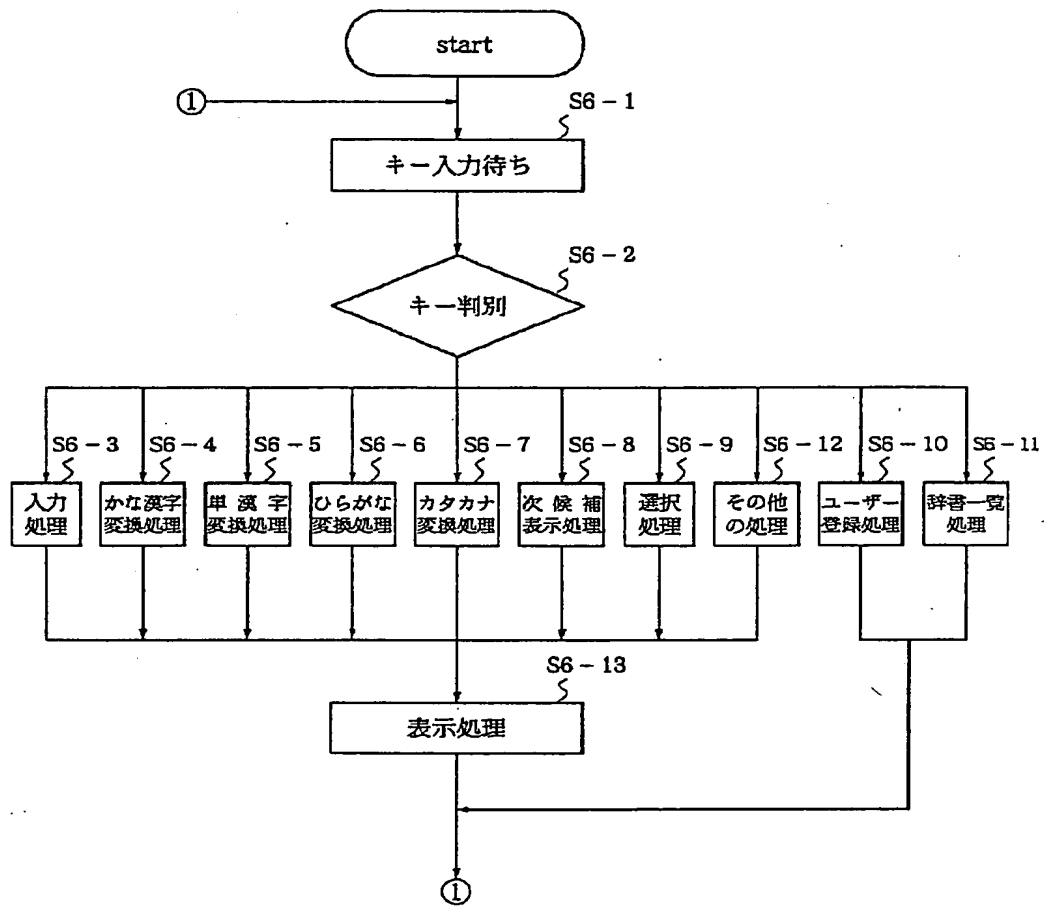 start
①
S6-1
キー入力待ち
S6-2
キー判別
S6-3
S6-4
S6-5
S6-6
S6-7
S6-8
S6-9
S6-12
S6-10
S6-11
入力
処理
かな漢字
変換処理
単漢字
変換処理
ひらがな
変換処理
カタカナ
変換処理
次候補
表示処理
選択
処理
その他
の処理
ユーザー
登録処理
辞書一覧
処理
S6-13
表示処理
①